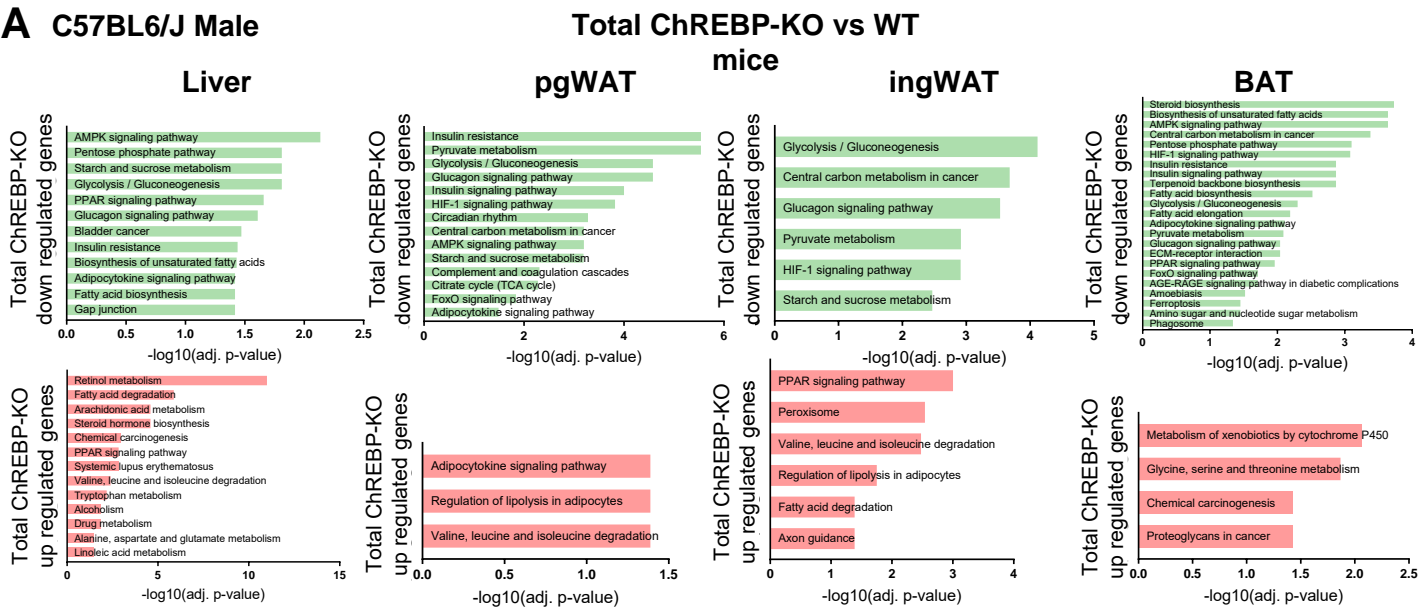 A C57BL6/J Male
Total ChREBP-KO vs WT
mice
Liver
pgWAT
ingWAT
BAT
Total ChREBP-KO
down regulated genes
AMPK signaling pathway
Pentose phosphate pathway
Starch and sucrose metabolism
Glycolysis / Gluconeogenesis
PPAR signaling pathway
Glucagon signaling pathway
Bladder cancer
Insulin resistance
Biosynthesis of unsaturated fatty acids
Adipocytokine signaling pathway
Fatty acid biosynthesis
Gap junction
0.0 0.5 1.0 1.5 2.0 2.5
-log10(adj. p-value)
Total ChREBP-KO
down regulated genes
Insulin resistance
Pyruvate metabolism
Glycolysis / Gluconeogenesis
Glucagon signaling pathway
Insulin signaling pathway
HIF-1 signaling pathway
Circadian rhythm
Central carbon metabolism in cancer
AMPK signaling pathway
Starch and sucrose metabolism
Complement and coagulation cascades
Citrate cycle (TCA cycle)
FoxO signaling pathway
Adipocytokine signaling pathway
0 2 4 6
-log10(adj. p-value)
Total ChREBP-KO
down regulated genes
Glycolysis / Gluconeogenesis
Central carbon metabolism in cancer
Glucagon signaling pathway
Pyruvate metabolism
HIF-1 signaling pathway
Starch and sucrose metabolism
0 1 2 3 4 5
-log10(adj. p-value)
Total ChREBP-KO
down regulated genes
Steroid biosynthesis
Biosynthesis of unsaturated fatty acids
AMPK signaling pathway
Central carbon metabolism in cancer
Pentose phosphate pathway
HIF-1 signaling pathway
Insulin resistance
Insulin signaling pathway
Terpenoid backbone biosynthesis
Fatty acid biosynthesis
Glycolysis / Gluconeogenesis
Fatty acid elongation
Adipocytokine signaling pathway
Pyruvate metabolism
Glucagon signaling pathway
ECM-receptor interaction
PPAR signaling pathway
FoxO signaling pathway
AGE-RAGE signaling pathway in diabetic complications
Amoebiasis
Ferroptosis
Amino sugar and nucleotide sugar metabolism
Phagosome
0 1 2 3 4
-log10(adj. p-value)
Total ChREBP-KO
up regulated genes
Retinol metabolism
Fatty acid degradation
Arachidonic acid metabolism
Steroid hormone biosynthesis
Chemical carcinogenesis
PPAR signaling pathway
Systemic lupus erythematosus
Valine, leucine and isoleucine degradation
Tryptophan metabolism
Alcoholism
Drug metabolism
Alanine, aspartate and glutamate metabolism
Linoleic acid metabolism
0 5 10 15
-log10(adj. p-value)
Total ChREBP-KO
up regulated genes
Adipocytokine signaling pathway
Regulation of lipolysis in adipocytes
Valine, leucine and isoleucine degradation
0.0 0.5 1.0 1.5
-log10(adj. p-value)
Total ChREBP-KO
up regulated genes
PPAR signaling pathway
Peroxisome
Valine, leucine and isoleucine degradation
Regulation of lipolysis in adipocytes
Fatty acid degradation
Axon guidance
0 1 2 3 4
-log10(adj. p-value)
Total ChREBP-KO
up regulated genes
Metabolism of xenobiotics by cytochrome P450
Glycine, serine and threonine metabolism
Chemical carcinogenesis
Proteoglycans in cancer
0.0 0.5 1.0 1.5 2.0 2.5
-log10(adj. p-value)